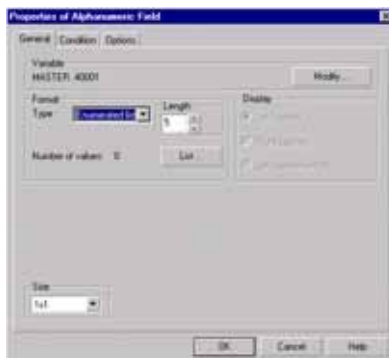 Properties of Alphanumeric Field
General Condition Options
Variable
MASTER 40001
Modify...
Format
Type
Enumerated
Length
Display
Number of values: 0
List
Size
1x1
OK Cancel Help